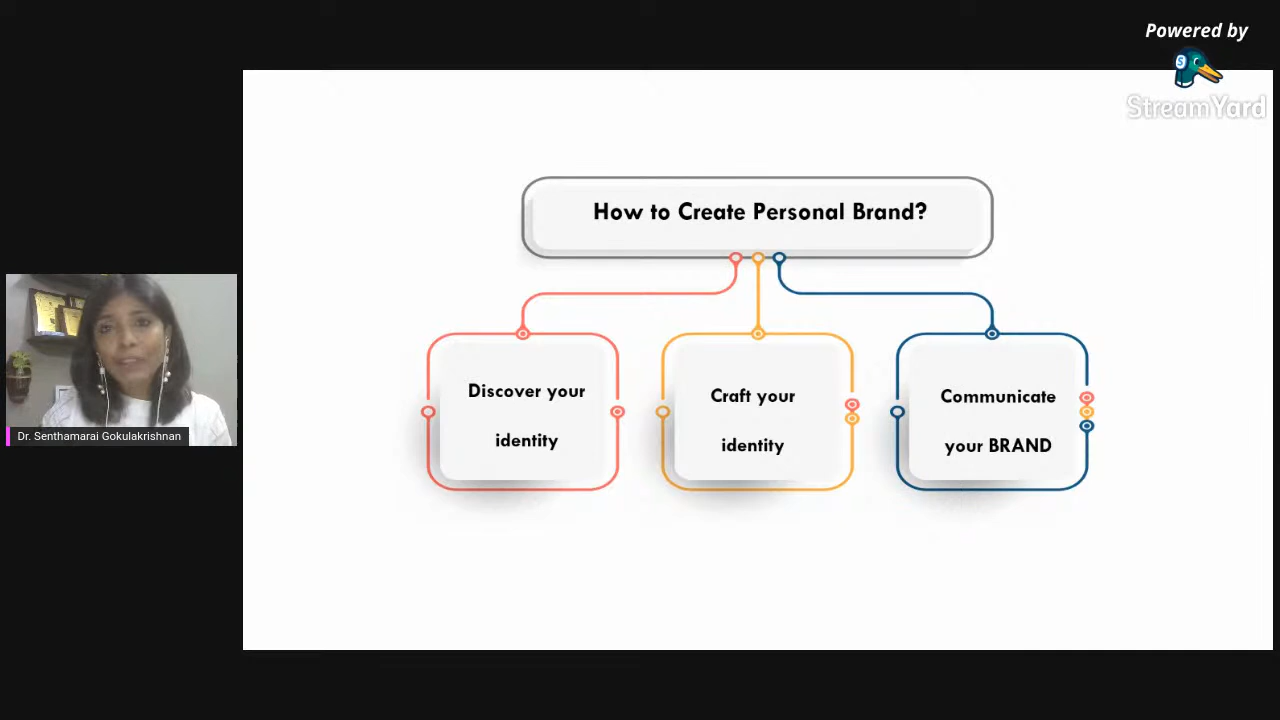 Powered by
StreamYard
How to Create Personal Brand?
Discover your
identity
Craft your
identity
Communicate
your BRAND
Dr. Senthamarai Gokulakrishnan